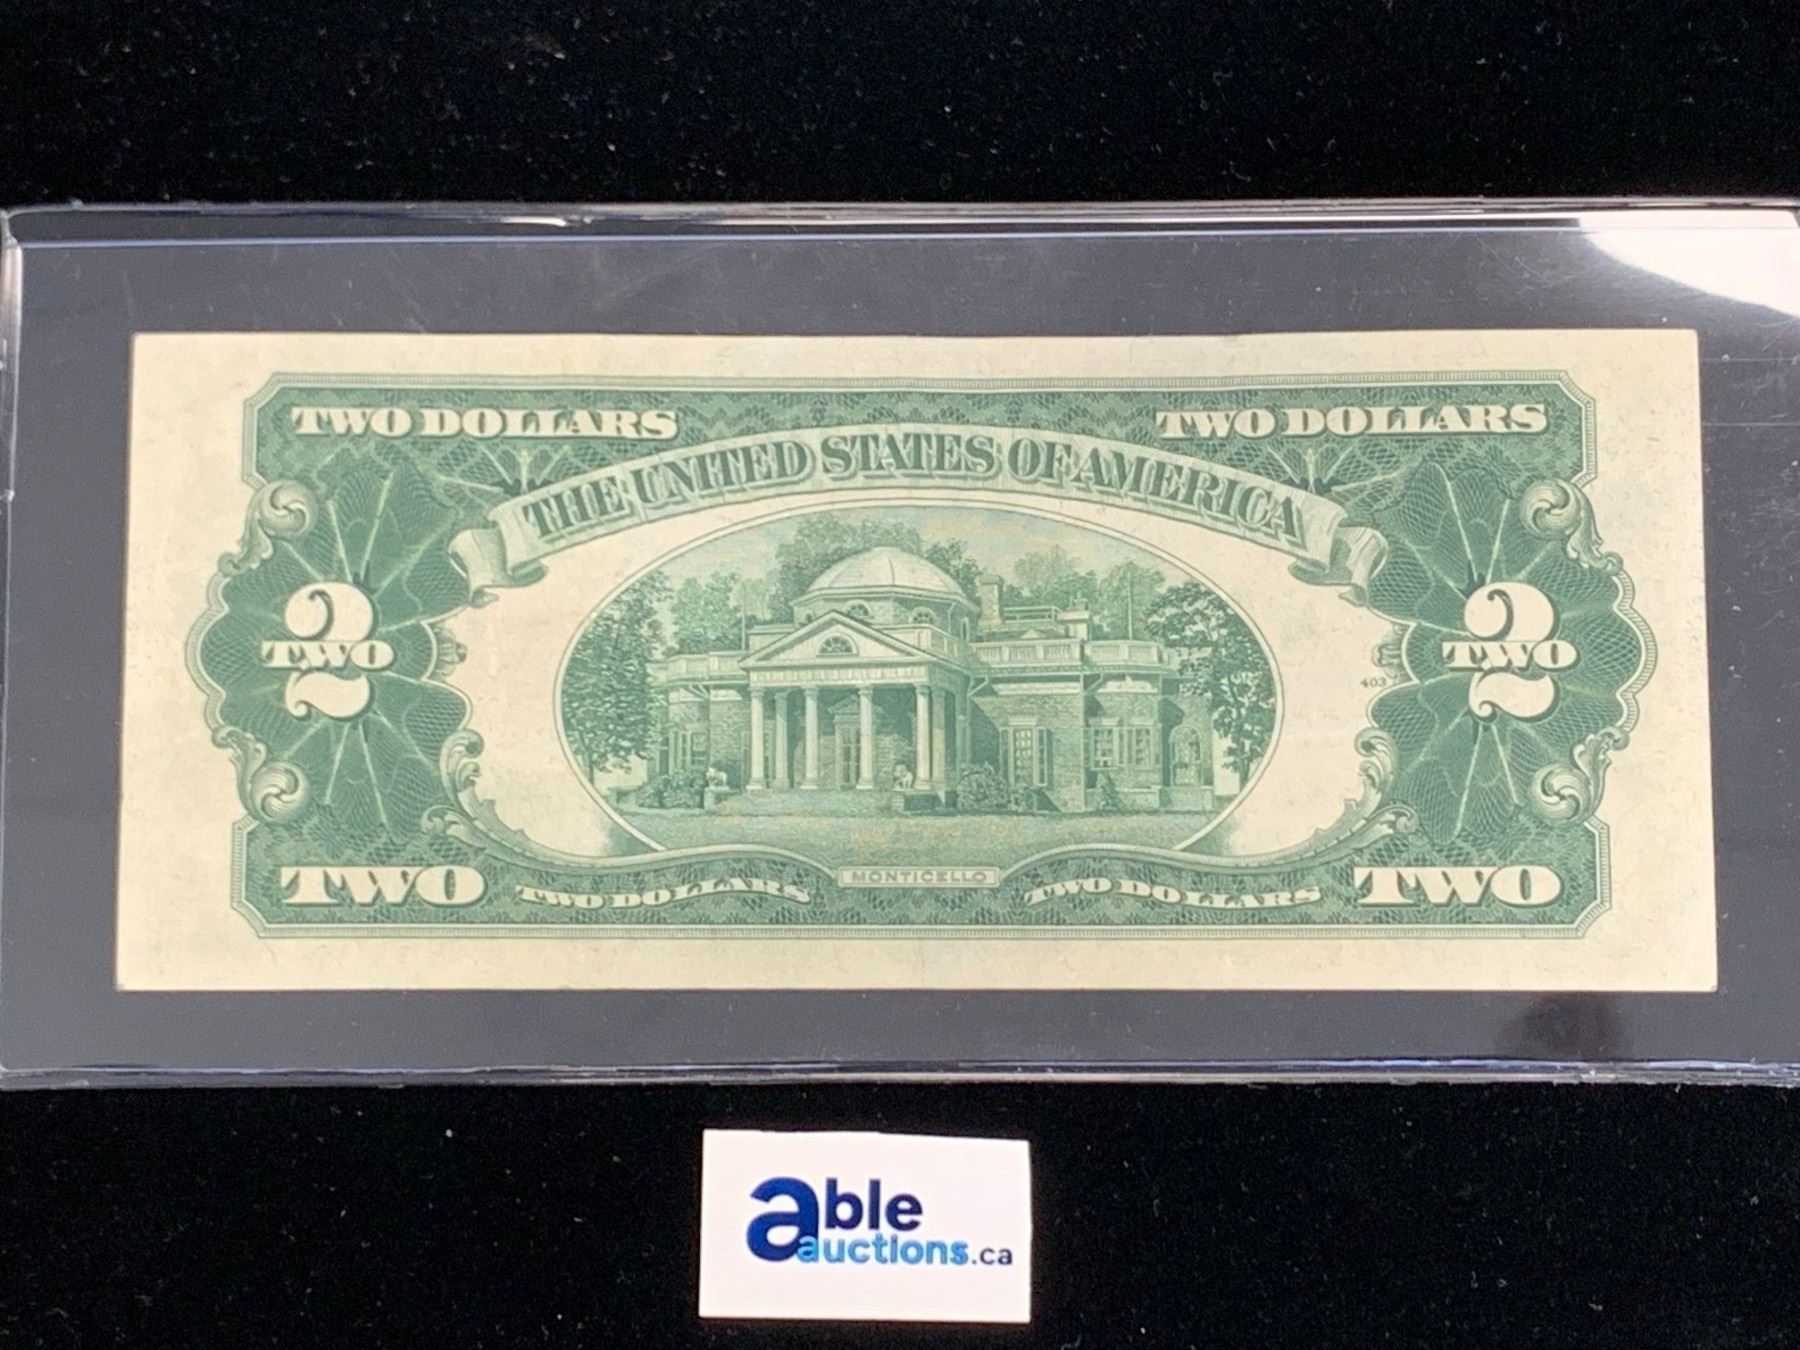 TWO DOLLARS TWO DOLLARS
THE UNITED STATES OF AMERICA
2 2
TWO TWO
403
MONTICELLO
TWO TWO DOLLARS TWO DOLLARS TWO
able
auctions.ca